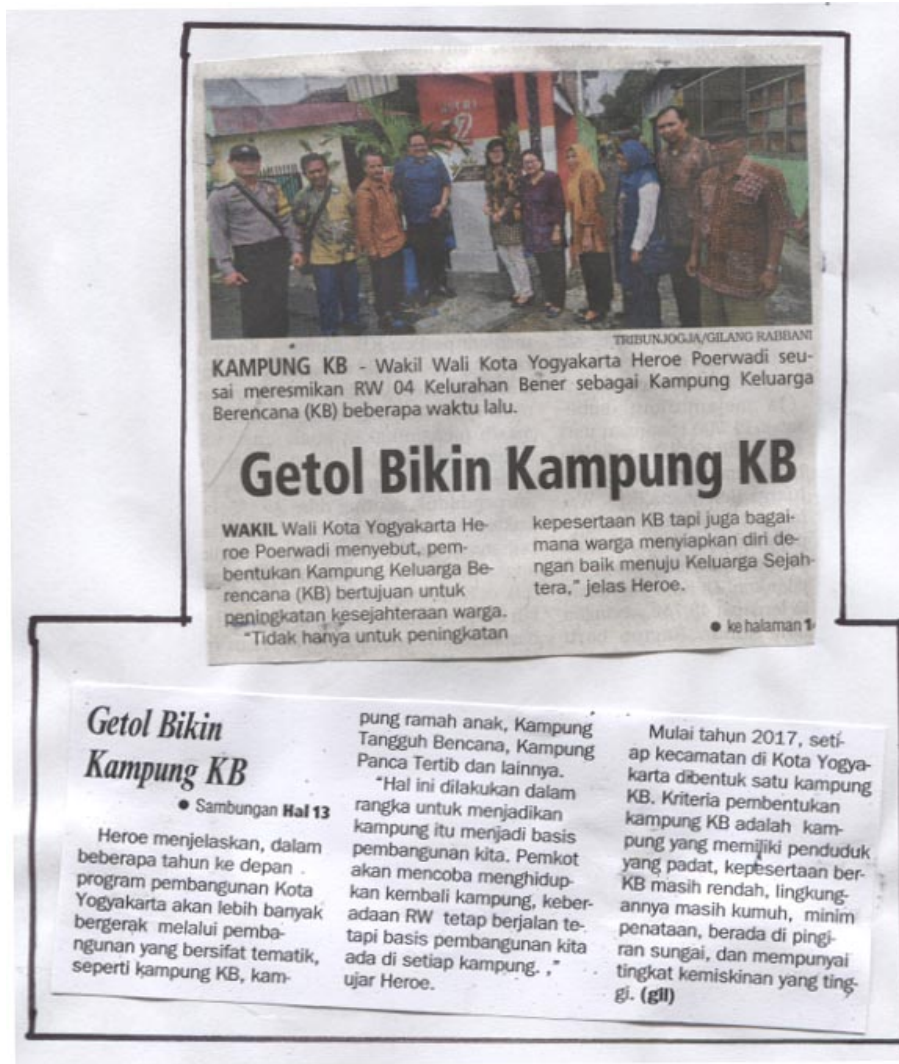 2
TRIBUNJOGJA/GILANG RABBANI
KAMPUNG KB - Wakil Wali Kota Yogyakarta Heroe Poerwadi seu-
sai meresmikan RW 04 Kelurahan Bener sebagai Kampung Keluarga
Berencana (KB) beberapa waktu lalu.
Getol Bikin Kampung KB
WAKIL Wali Kota Yogyakarta He-
roe Poerwadi menyebut, pem-
bentukan Kampung Keluarga Be-
rencana (KB) bertujuan untuk
peningkatan kesejahteraan warga.
"Tidak hanya untuk peningkatan
kepesertaan KB tapi juga bagai-
mana warga menyiapkan diri de-
ngan baik menuju Keluarga Sejah-
tera," jelas Heroe.
● ke halaman 1
Getol Bikin
Kampung KB
● Sambungan Hal 13
Heroe menjelaskan, dalam
beberapa tahun ke depan
program pembangunan Kota
Yogyakarta akan lebih banyak
bergerak melalui pemba-
ngunan yang bersifat tematik,
seperti kampung KB, kam-
pung ramah anak, Kampung
Tangguh Bencana, Kampung
Panca Tertib dan lainnya.
"Hal ini dilakukan dalam
rangka untuk menjadikan
kampung itu menjadi basis
pembangunan kita. Pemkot
akan mencoba menghidup-
kan kembali kampung, keber-
adaan RW tetap berjalan te-
tapi basis pembangunan kita
ada di setiap kampung. ,"
ujar Heroe.
Mulai tahun 2017, seti-
ap kecamatan di Kota Yogya-
karta dibentuk satu kampung
KB. Kriteria pembentukan
kampung KB adalah kam-
pung yang memiliki penduduk
yang padat, kepesertaan ber-
KB masih rendah, lingkung-
annya masih kumuh, minim
penataan, berada di pingi-
ran sungai, dan mempunyai
tingkat kemiskinan yang ting-
gi. (gil)